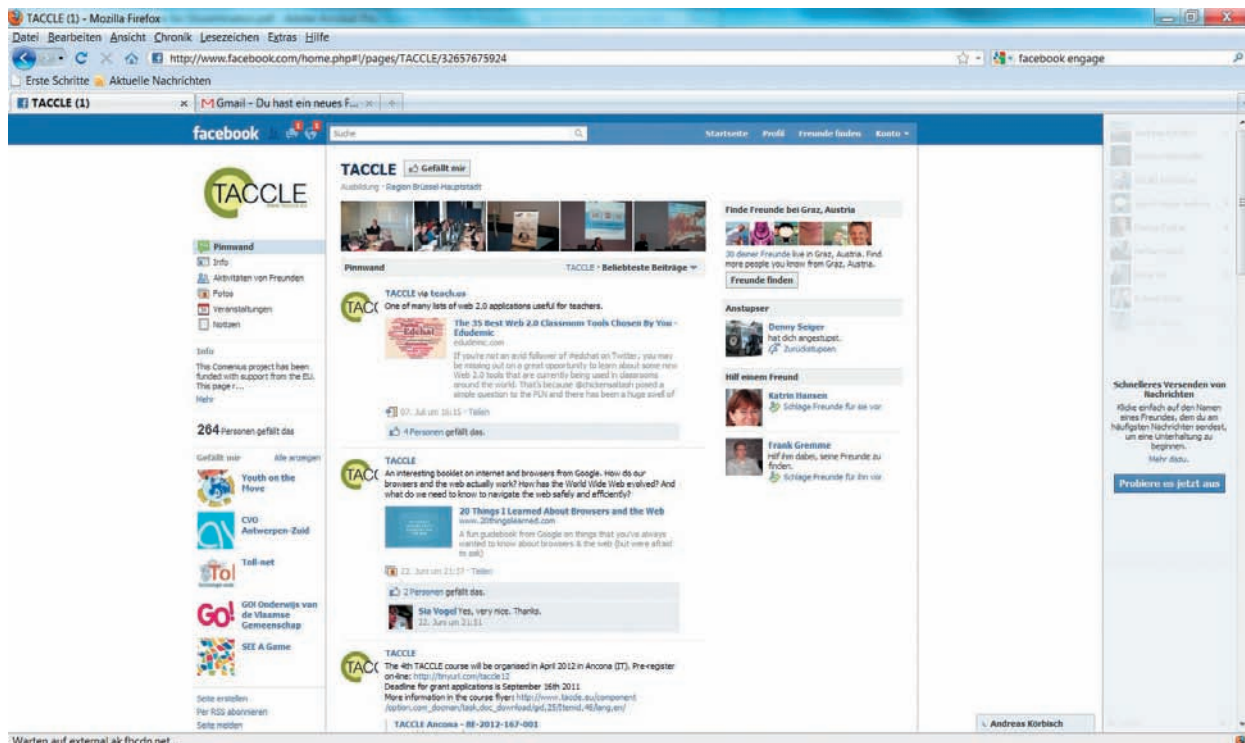 TACCLE (1) - Mozilla Firefox
Datei Bearbeiten Ansicht Chronik Lesezeichen Extras Hilfe
http://www.facebook.com/home.php#!/pages/TACCLE/32657675924
facebook engage
Erste Schritte Aktuelle Nachrichten
TACCLE (1)
Gmail - Du hast ein neues F...
facebook
Suche
Startseite Profil Freunde finden Konto
TACCLE
Pinnwand
Info
Aktivitäten von Freunden
Fotos
Veranstaltungen
Notizen
Info
This Comenius project has been
funded with support from the EU.
This page r...
Mehr
264 Personen gefällt das
Gefällt mir Alle anzeigen
Youth on the
Move
CVO
Antwerpen-Zuid
Tol
Toll-net
GO!
GO! Onderwijs van
de Vlaamse
Gemeenschap
SEE A Game
Seite erstellen
Per RSS abonnieren
Seite melden
TACCLE Gefällt mir
Ausbildung · Region Brüssel-Hauptstadt
Pinnwand
TACCLE · Beliebteste Beiträge
TACCLE via teach.us
One of many lists of web 2.0 applications useful for teachers.
Edchat
The 35 Best Web 2.0 Classroom Tools Chosen By You -
Edudemic
edudemic.com
If you're not an avid follower of #edchat on Twitter, you may
be missing out on a great opportunity to learn about some new
Web 2.0 tools that are currently being used in classrooms
around the world. That's because @chickensaltash posed a
simple question to the PLN and there has been a huge swell of
07. Juli um 16:15 · Teilen
4 Personen gefällt das.
TACCLE
An interesting booklet on internet and browsers from Google. How do our
browsers and the web actually work? How has the World Wide Web evolved? And
what do we need to know to navigate the web safely and efficiently?
20 Things I Learned About Browsers and the Web
www.20thingsilearned.com
A fun guidebook from Google on things that you've always
wanted to know about browsers & the web (but were afraid
to ask)
22. Juni um 21:37 · Teilen
2 Personen gefällt das.
Sia Vogel Yes, very nice. Thanks.
22. Juni um 21:51
TACCLE
The 4th TACCLE course will be organised in April 2012 in Ancona (IT). Pre-register
on-line: http://tinyurl.com/taccle12
Deadline for grant applications is September 16th 2011
More information in the course flyer: http://www.taccle.eu/component
/option,com_docman/task,doc_download/gid,25/Itemid,46/lang,en/
TACCLE Ancona - BE-2012-167-001
Finde Freunde bei Graz, Austria
30 deiner Freunde live in Graz, Austria. Find
more people you know from Graz, Austria.
Freunde finden
Anstupser
Denny Seiger
hat dich angestupst.
Zurückstupsen
Hilf einem Freund
Katrin Hansen
Schlage Freunde für sie vor
Frank Gremme
Hilf ihm dabei, seine Freunde zu
finden.
Schlage Freunde für ihn vor
Schnelleres Versenden von
Nachrichten
Klicke einfach auf den Namen
eines Freundes, dem du am
häufigsten Nachrichten sendest,
um eine Unterhaltung zu
beginnen.
Mehr dazu.
Probiere es jetzt aus
Andreas Körbisch
Warten auf external.ak.fbcdn.net